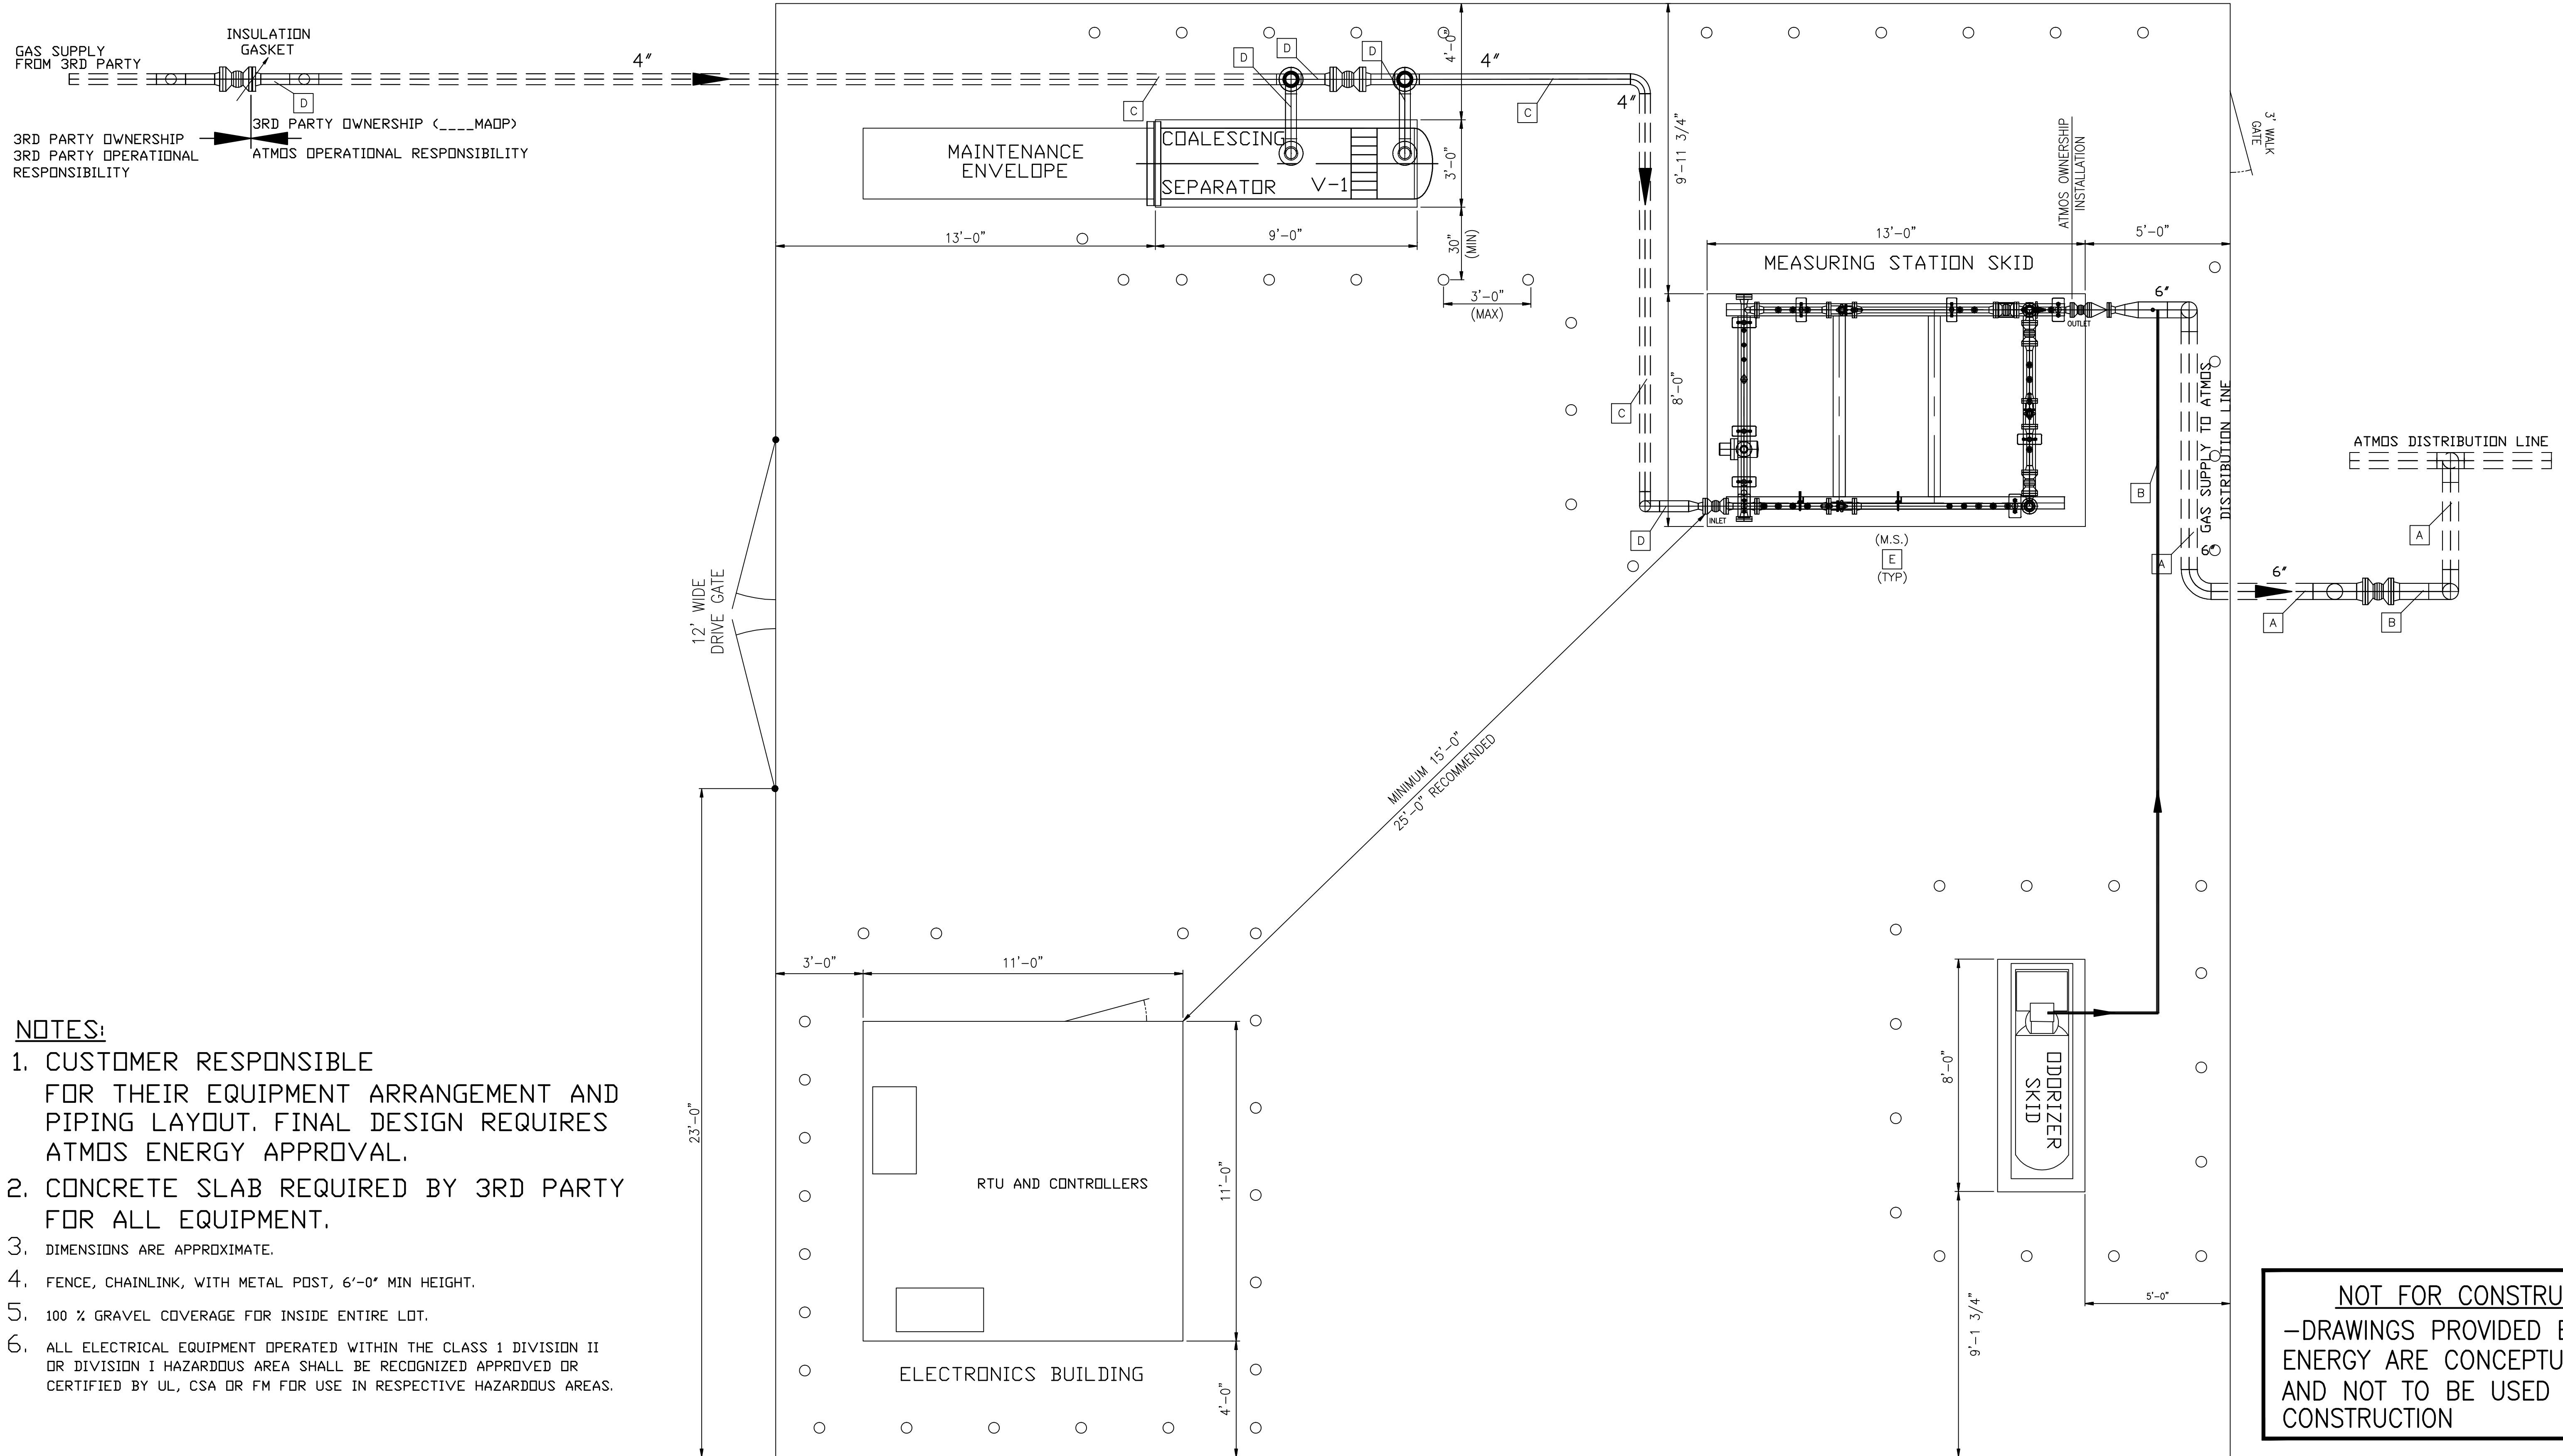 GAS SUPPLY
FROM 3RD PARTY
INSULATION
GASKET
4"
D
3RD PARTY OWNERSHIP
3RD PARTY OPERATIONAL
RESPONSIBILITY
3RD PARTY OWNERSHIP (____MAOP)
ATMOS OPERATIONAL RESPONSIBILITY
C
D
D
D
4'-0"
4"
C
4"
MAINTENANCE
ENVELOPE
COALESCING
SEPARATOR V-1
3'-0"
13'-0"
9'-0"
30"
(MIN)
3'-0"
(MAX)
9'-11 3/4"
ATMOS OWNERSHIP
INSTALLATION
3' WALK
GATE
13'-0"
5'-0"
MEASURING STATION SKID
8'-0"
C
D
INLET
OUTLET
6"
(M.S.)
E
(TYP)
B
A
GAS SUPPLY TO ATMOS
DISTRIBUTION LINE
6"
6"
ATMOS DISTRIBUTION LINE
A
A
B
12' WIDE
DRIVE GATE
MINIMUM 15'-0"
25'-0" RECOMMENDED
23'-0"
3'-0"
11'-0"
RTU AND CONTROLLERS
11'-0"
ELECTRONICS BUILDING
4'-0"
8'-0"
ODORIZER
SKID
9'-1 3/4"
5'-0"
NOTES:
1. CUSTOMER RESPONSIBLE
FOR THEIR EQUIPMENT ARRANGEMENT AND
PIPING LAYOUT. FINAL DESIGN REQUIRES
ATMOS ENERGY APPROVAL.
2. CONCRETE SLAB REQUIRED BY 3RD PARTY
FOR ALL EQUIPMENT.
3. DIMENSIONS ARE APPROXIMATE.
4. FENCE, CHAINLINK, WITH METAL POST, 6'-0" MIN HEIGHT.
5. 100 % GRAVEL COVERAGE FOR INSIDE ENTIRE LOT.
6. ALL ELECTRICAL EQUIPMENT OPERATED WITHIN THE CLASS 1 DIVISION II
OR DIVISION I HAZARDOUS AREA SHALL BE RECOGNIZED APPROVED OR
CERTIFIED BY UL, CSA OR FM FOR USE IN RESPECTIVE HAZARDOUS AREAS.
NOT FOR CONSTRU
-DRAWINGS PROVIDED
ENERGY ARE CONCEPTU
AND NOT TO BE USED
CONSTRUCTION